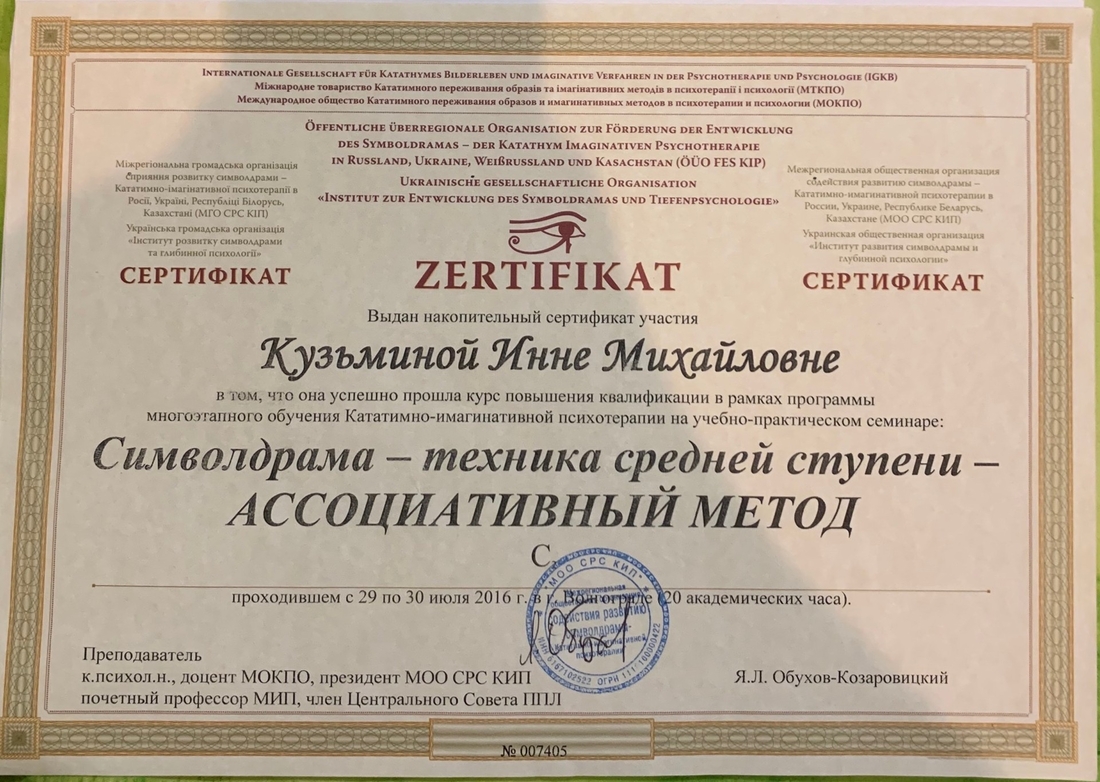 INTERNATIONALE GESELLSCHAFT FÜR KATATHYMES BILDERLEBEN UND IMAGINATIVE VERFAHREN IN DER PSYCHOTHERAPIE UND PSYCHOLOGIE (IGKB)
Міжнародне товариство Кататимного переживання образів та імагінативних методів в психотерапії і психології (МТКПО)
Международное общество Кататимного переживания образов и имагинативных методов в психотерапии и психологии (МОКПО)
ÖFFENTLICHE ÜBERREGIONALE ORGANISATION ZUR FÖRDERUNG DER ENTWICKLUNG
DES SYMBOLDRAMAS – DER KATATHYM IMAGINATIVEN PSYCHOTHERAPIE
IN RUSSLAND, UKRAINE, WEIßRUSSLAND UND KASACHSTAN (ÖÜO FES KIP)
UKRAINISCHE GESELLSCHAFTLICHE ORGANISATION
«INSTITUT ZUR ENTWICKLUNG DES SYMBOLDRAMAS UND TIEFENPSYCHOLOGIE»
Міжрегіональна громадська організація
сприяння розвитку символдрами –
Кататимно-імагінативної психотерапії в
Росії, Україні, Республіці Білорусь,
Казахстані (МГО СРС КІП)
Українська громадська організація
«Інститут розвитку символдрами
та глибинної психології»
СЕРТИФІКАТ
ZERTIFIKAT
Межрегиональная общественная организация
содействия развитию символдрамы –
Кататимно-имагинативной психотерапии в
России, Украине, Республике Беларусь,
Казахстане (МОО СРС КИП)
Украинская общественная организация
«Институт развития символдрамы и
глубинной психологии»
СЕРТИФИКАТ
Выдан накопительный сертификат участия
Кузьминой Инне Михайловне
в том, что она успешно прошла курс повышения квалификации в рамках программы
многоэтапного обучения Кататимно-имагинативной психотерапии на учебно-практическом семинаре:
Символдрама – техника средней ступени –
АССОЦИАТИВНЫЙ МЕТОД
С
проходившем с 29 по 30 июля 2016 г. в г. Волгограде (20 академических часа).
"МОО СРС КИП"
Межрегиональная
содействия развитию
символдрамы-
психотерапии
ИНН 6167102522 ОГРН
Преподаватель
к.психол.н., доцент МОКПО, президент МОО СРС КИП
почетный профессор МИП, член Центрального Совета ППЛ
Я.Л. Обухов-Козаровицкий
№ 007405